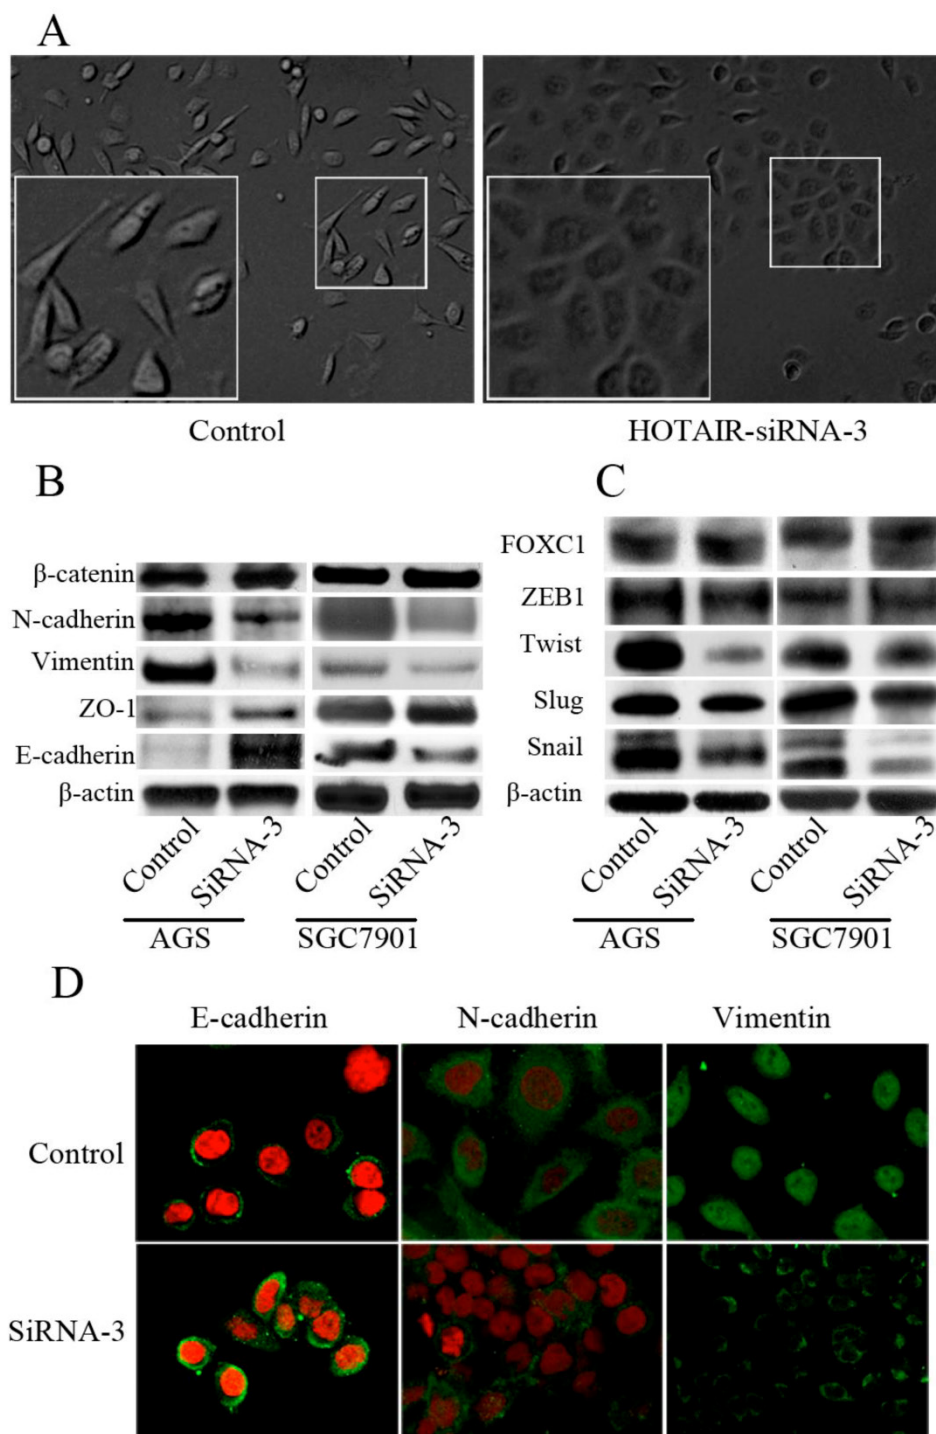 A
Control
HOTAIR-siRNA-3
B
β-catenin
N-cadherin
Vimentin
ZO-1
E-cadherin
β-actin
Control
SiRNA-3
Control
SiRNA-3
AGS
SGC7901
C
FOXC1
ZEB1
Twist
Slug
Snail
β-actin
Control
SiRNA-3
Control
SiRNA-3
AGS
SGC7901
D
E-cadherin
N-cadherin
Vimentin
Control
SiRNA-3